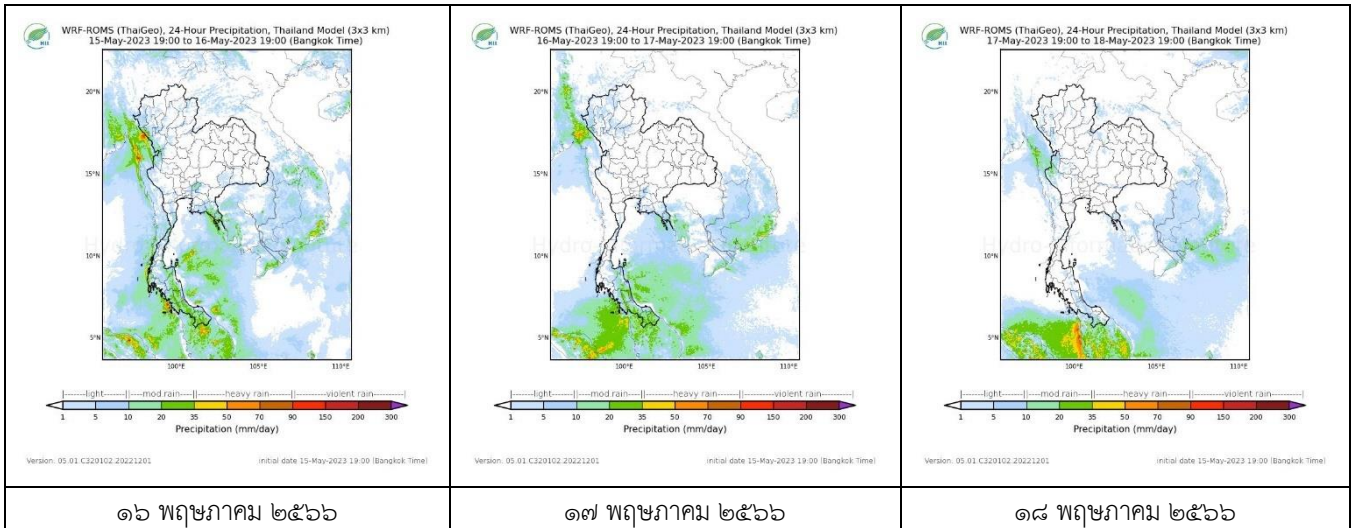 WRF-ROMS (ThaiGeo), 24-Hour Precipitation, Thailand Model (3x3 km)
15-May-2023 19:00 to 16-May-2023 19:00 (Bangkok Time)
20°N
15°N
10°N
5°N
100°E 105°E 110°E
light mod rain heavy rain violent rain
1 5 10 20 35 50 70 90 150 200 300
Precipitation (mm/day)
Version: 05.01.C320102.20221201 initial date 15-May-2023 19:00 (Bangkok Time)
๑๖ พฤษภาคม ๒๕๖๖
WRF-ROMS (ThaiGeo), 24-Hour Precipitation, Thailand Model (3x3 km)
16-May-2023 19:00 to 17-May-2023 19:00 (Bangkok Time)
20°N
15°N
10°N
5°N
100°E 105°E 110°E
light mod rain heavy rain violent rain
1 5 10 20 35 50 70 90 150 200 300
Precipitation (mm/day)
Version: 05.01.C320102.20221201 initial date 15-May-2023 19:00 (Bangkok Time)
๑๗ พฤษภาคม ๒๕๖๖
WRF-ROMS (ThaiGeo), 24-Hour Precipitation, Thailand Model (3x3 km)
17-May-2023 19:00 to 18-May-2023 19:00 (Bangkok Time)
20°N
15°N
10°N
5°N
100°E 105°E 110°E
light mod rain heavy rain violent rain
1 5 10 20 35 50 70 90 150 200 300
Precipitation (mm/day)
Version: 05.01.C320102.20221201 initial date 15-May-2023 19:00 (Bangkok Time)
๑๘ พฤษภาคม ๒๕๖๖